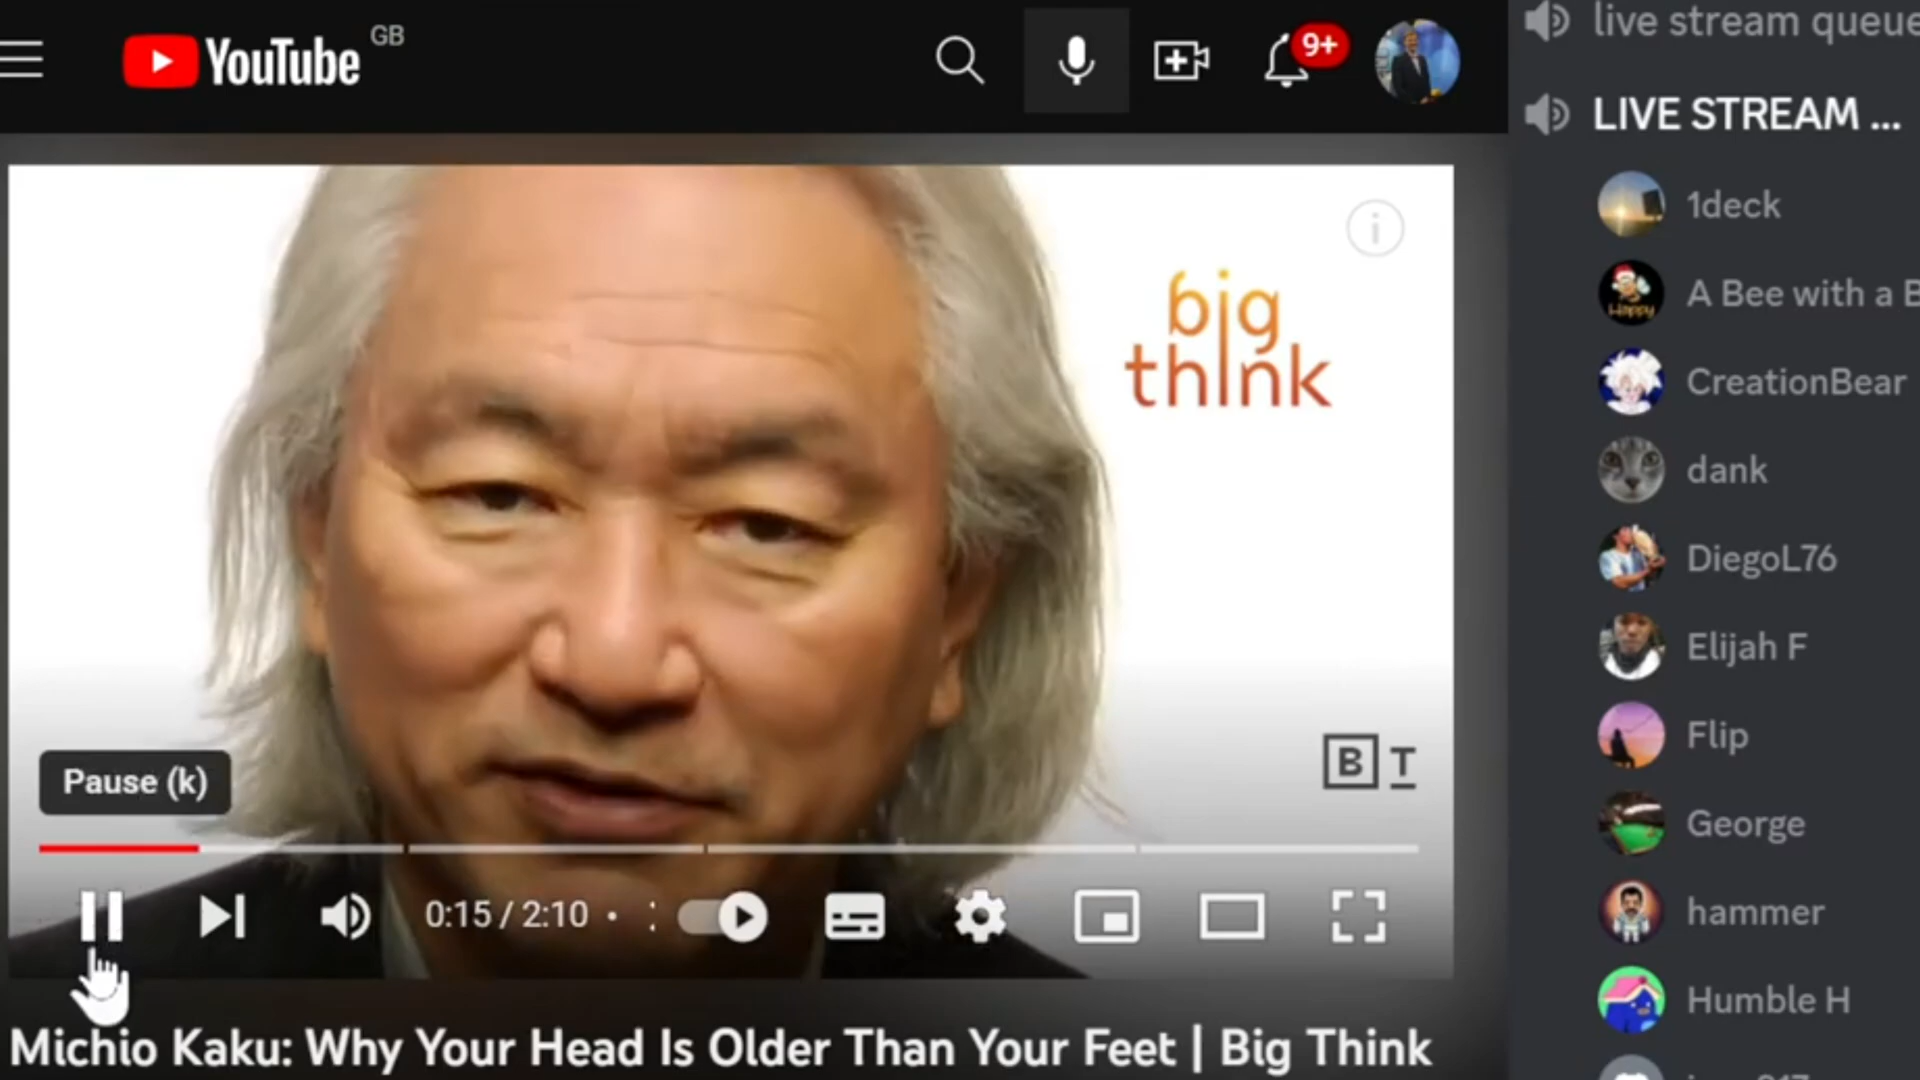 YouTube GB
9+
big
think
B T
Pause (k)
0:15 / 2:10 • :
Michio Kaku: Why Your Head Is Older Than Your Feet | Big Think
live stream queue
LIVE STREAM ...
1deck
A Bee with a B
CreationBear
dank
DiegoL76
Elijah F
Flip
George
hammer
Humble H